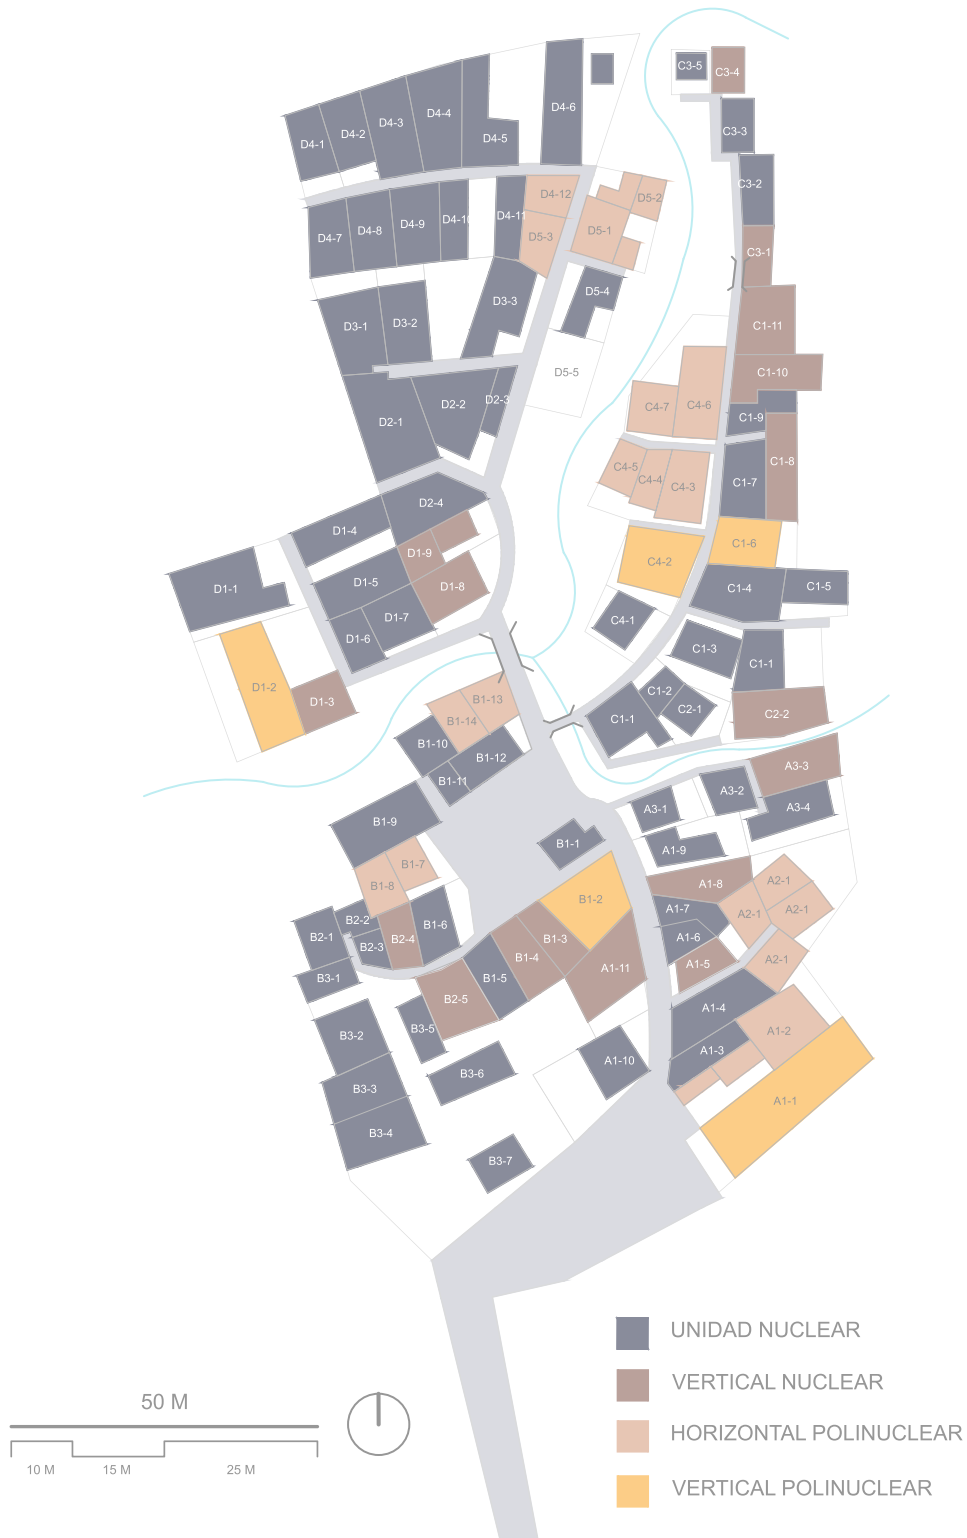 C3-5
C3-4
D4-6
D4-4
D4-3
D4-2
D4-1
D4-5
C3-3
C3-2
D4-12
D5-2
D4-7
D4-8
D4-9
D4-10
D4-11
D5-3
D5-1
C3-1
D5-4
D3-3
D3-1
D3-2
C1-11
D5-5
C1-10
D2-1
D2-2
D2-3
C4-7
C4-6
C1-9
C4-5
C4-4
C4-3
C1-8
C1-7
D2-4
D1-4
D1-9
C1-6
C4-2
D1-1
D1-5
D1-8
C1-4
C1-5
D1-7
D1-6
C4-1
C1-3
C1-1
D1-2
D1-3
B1-13
B1-14
C1-2
C2-1
C1-1
C2-2
B1-10
B1-12
B1-11
A3-3
A3-2
A3-1
A3-4
B1-9
B1-1
A1-9
B1-7
B1-8
A1-8
A2-1
B1-2
A1-7
A2-1
A2-1
B2-2
B1-6
B2-1
B2-3
B2-4
B1-3
A1-6
B1-4
A1-11
A1-5
A2-1
B3-1
B1-5
B2-5
A1-4
B3-5
B3-2
A1-2
A1-3
A1-10
B3-6
B3-3
A1-1
B3-4
B3-7
UNIDAD NUCLEAR
VERTICAL NUCLEAR
HORIZONTAL POLINUCLEAR
VERTICAL POLINUCLEAR
50 M
10 M
15 M
25 M